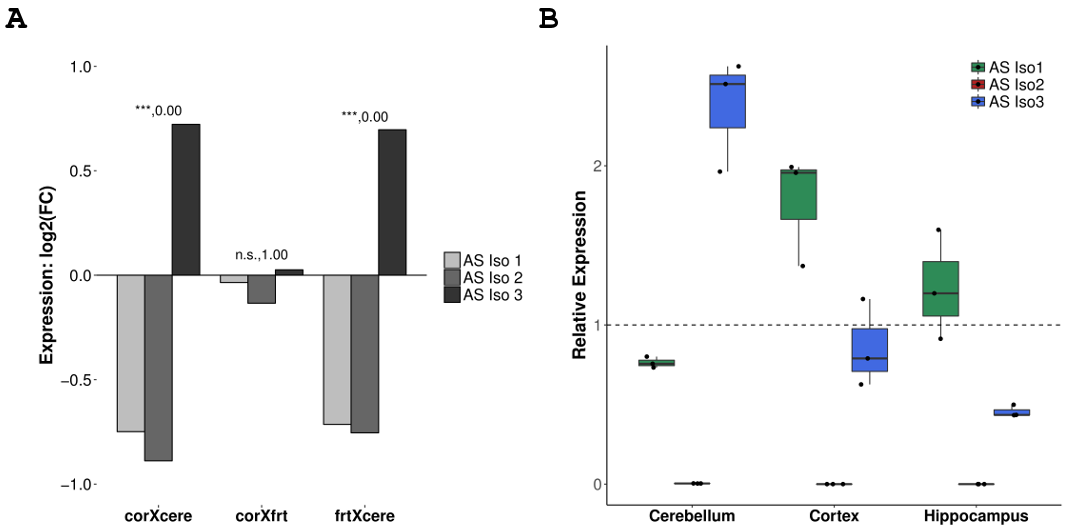 A
Expression: log2(FC)
1.0
0.5
0.0
−0.5
−1.0
***,0.00
n.s.,1.00
***,0.00
corXcere
corXfrt
frtXcere
AS Iso 1
AS Iso 2
AS Iso 3
B
Relative Expression
2
1
0
Cerebellum
Cortex
Hippocampus
AS Iso1
AS Iso2
AS Iso3